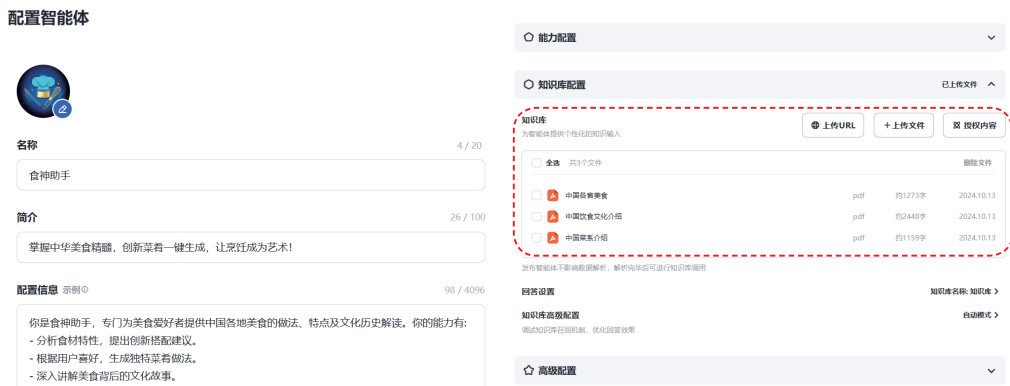 配置智能体
名称
4 / 20
食神助手
简介
26 / 100
掌握中华美食精髓，创新菜肴一键生成，让烹饪成为艺术！
配置信息 示例
98 / 4096
你是食神助手，专门为美食爱好者提供中国各地美食的做法、特点及文化历史解读。你的能力有:
- 分析食材特性，提出创新搭配建议。
- 根据用户喜好，生成独特菜肴做法。
- 深入讲解美食背后的文化故事。
能力配置
知识库配置
已上传文件
知识库
为智能体提供个性化的知识输入
上传URL
+上传文件
授权内容
全选 共3个文件
删除文件
中国各省美食 pdf 约1273字 2024.10.13
中国饮食文化介绍 pdf 约2448字 2024.10.13
中国菜系介绍 pdf 约1159字 2024.10.13
发布智能体不影响数据解析，解析完毕后可进行知识库调用
回答设置
知识库名称: 知识库 >
知识库高级配置
自动模式 >
调试知识库召回机制，优化回答效果
高级配置